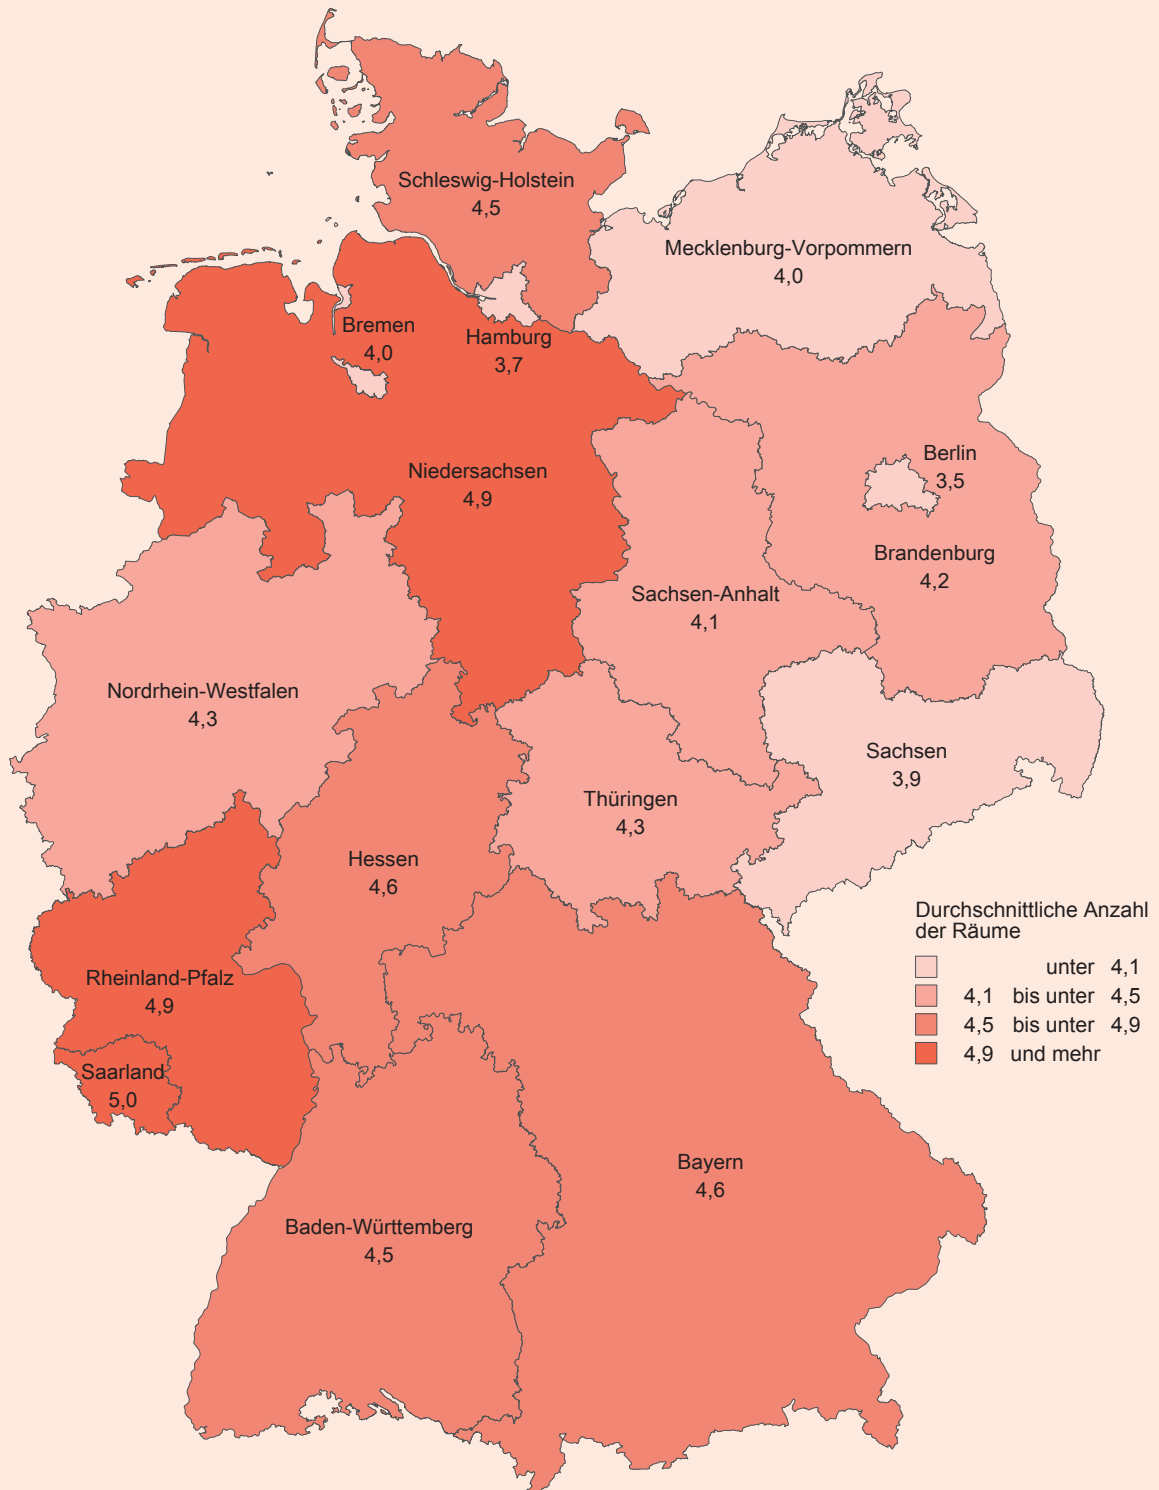 Schleswig-Holstein
4,5
Mecklenburg-Vorpommern
4,0
Bremen
4,0
Hamburg
3,7
Niedersachsen
4,9
Berlin
3,5
Brandenburg
4,2
Sachsen-Anhalt
4,1
Nordrhein-Westfalen
4,3
Sachsen
3,9
Thüringen
4,3
Hessen
4,6
Rheinland-Pfalz
4,9
Saarland
5,0
Bayern
4,6
Baden-Württemberg
4,5
Durchschnittliche Anzahl
der Räume
unter 4,1
4,1 bis unter 4,5
4,5 bis unter 4,9
4,9 und mehr